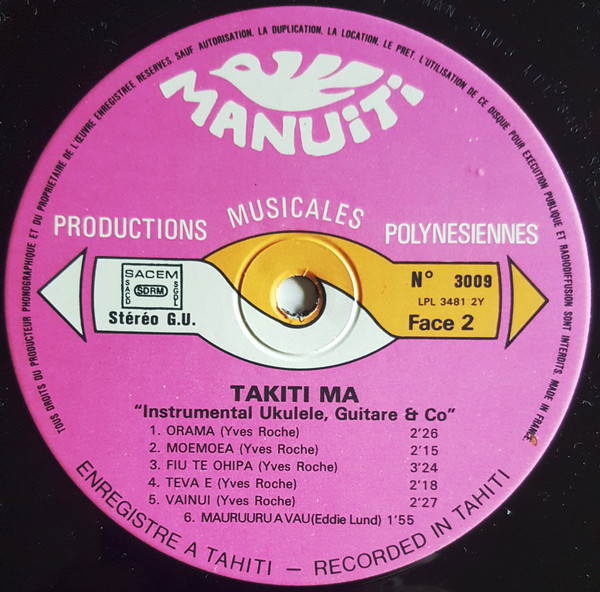 TOUS DROITS DU PRODUCTEUR PHONOGRAPHIQUE ET DU PROPRIETAIRE DE L'ŒUVRE ENREGISTREE RESERVES. SAUF AUTORISATION, LA DUPLICATION, LA LOCATION, LE PRET, L'UTILISATION DE CE DISQUE POUR EXECUTION PUBLIQUE ET RADIODIFFUSION SONT INTERDITS. MADE IN FRANCE
MANUiTi
PRODUCTIONS MUSICALES POLYNESIENNES
SACEM
SACD SDRM SGDL
Stéréo G.U.
N° 3009
LPL 3481 2Y
Face 2
TAKITI MA
"Instrumental Ukulele, Guitare & Co"
1. ORAMA (Yves Roche) 2'26
2. MOEMOEA (Yves Roche) 2'15
3. FIU TE OHIPA (Yves Roche) 3'24
4. TEVA E (Yves Roche) 2'18
5. VAINUI (Yves Roche) 2'27
6. MAURUURU A VAU (Eddie Lund) 1'55
ENREGISTRE A TAHITI – RECORDED IN TAHITI